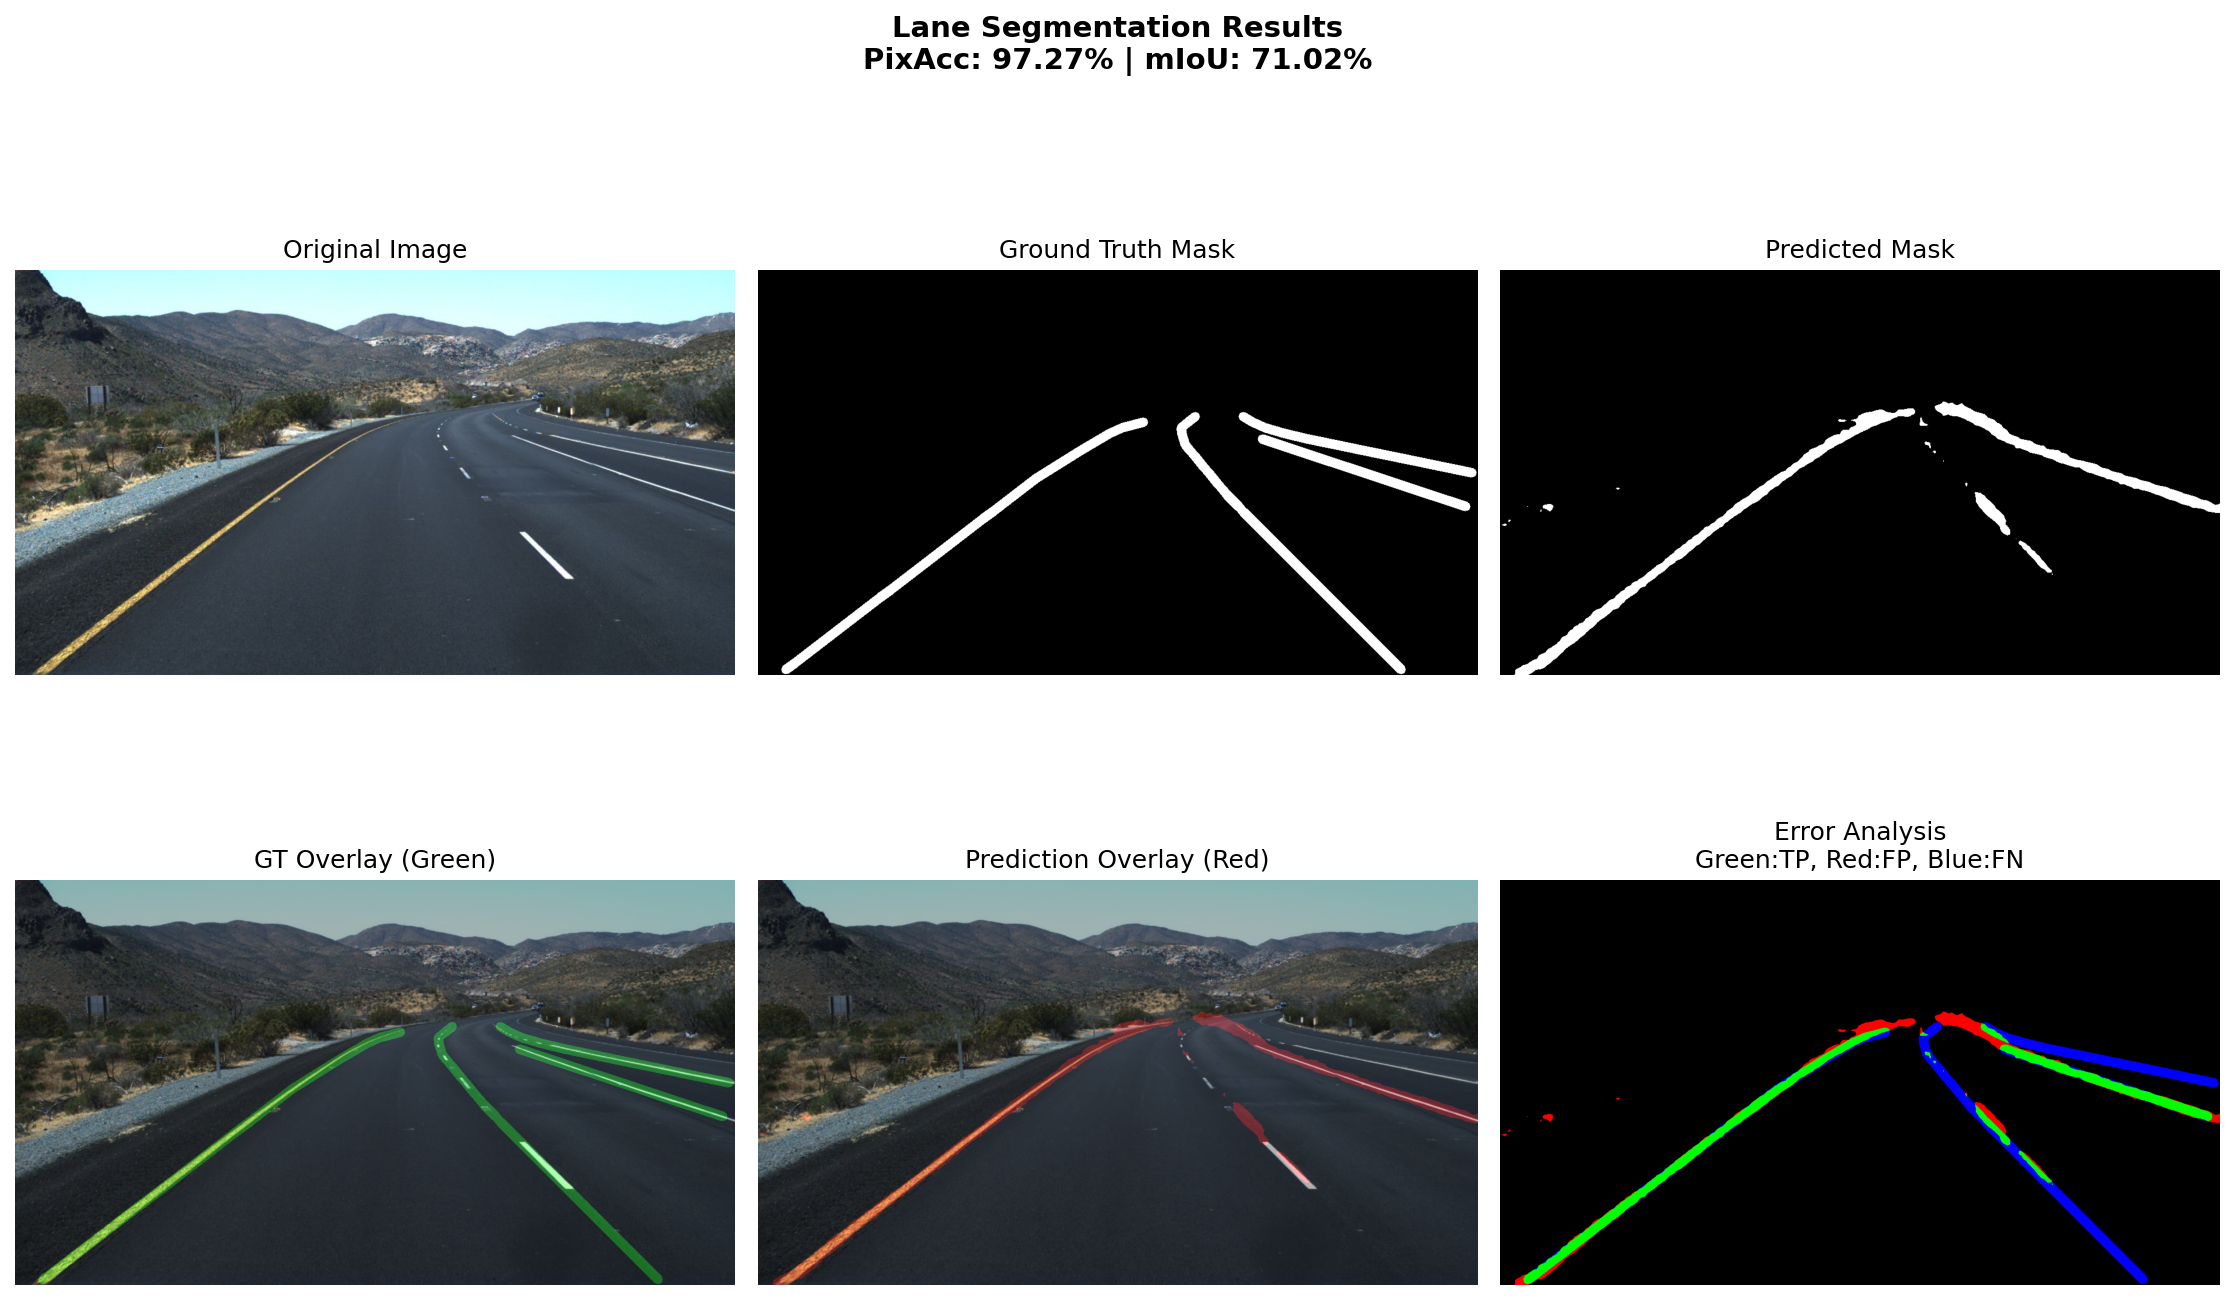 Lane Segmentation Results
PixAcc: 97.27% | mIoU: 71.02%
Original Image
Ground Truth Mask
Predicted Mask
GT Overlay (Green)
Prediction Overlay (Red)
Error Analysis
Green:TP, Red:FP, Blue:FN